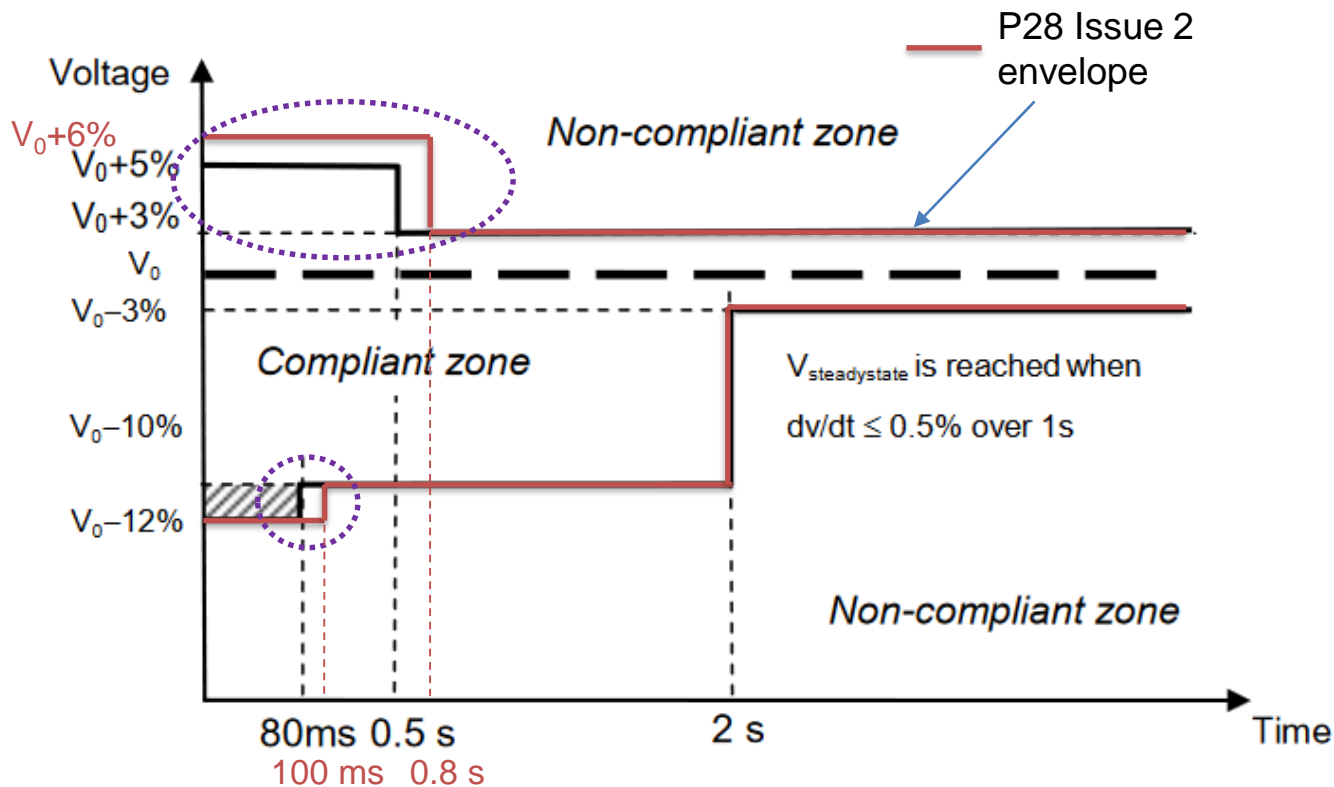 P28 Issue 2
envelope
Voltage
V₀+6%
Non-compliant zone
V₀+5%
V₀+3%
V₀
V₀–3%
Compliant zone
Vsteadystate is reached when
V₀–10%
dv/dt ≤ 0.5% over 1s
V₀–12%
Non-compliant zone
80ms 0.5 s
2 s
Time
100 ms 0.8 s